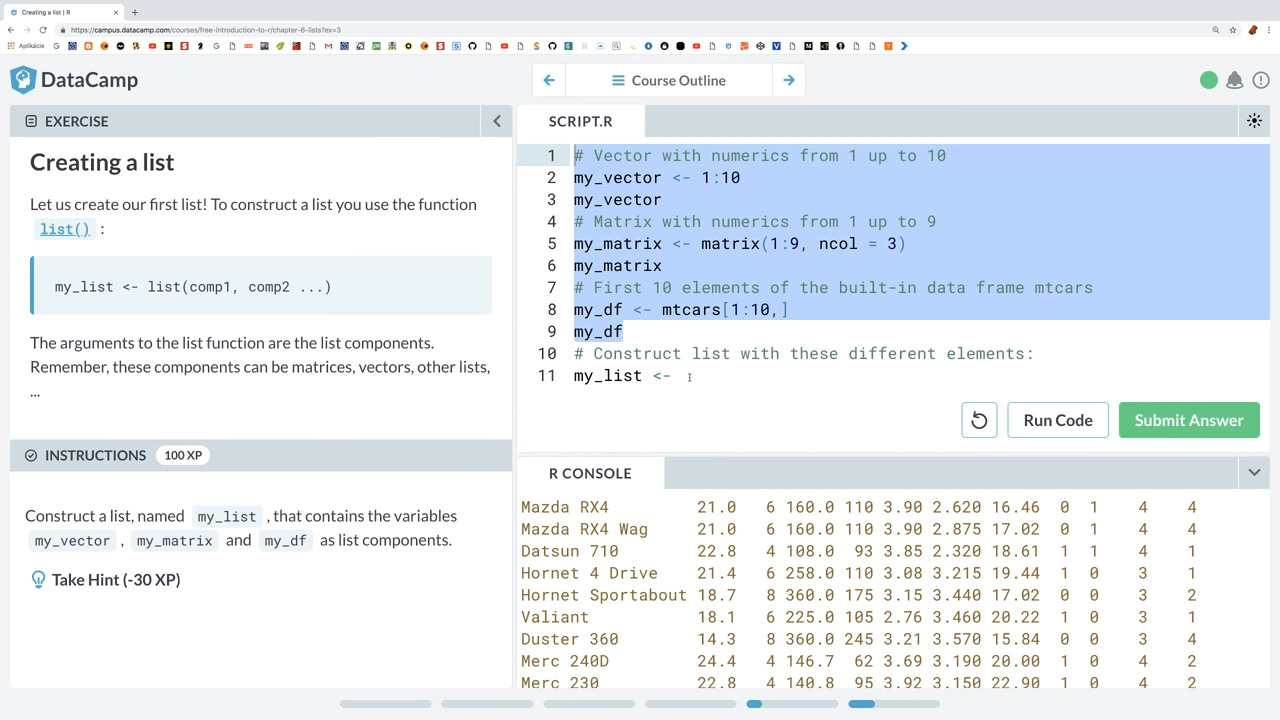 Creating a list | R
https://campus.datacamp.com/courses/free-introduction-to-r/chapter-6-lists?ex=3
Aplikácie
DataCamp
Course Outline
EXERCISE
Creating a list
Let us create our first list! To construct a list you use the function
list() :
my_list <- list(comp1, comp2 ...)
The arguments to the list function are the list components.
Remember, these components can be matrices, vectors, other lists,
...
INSTRUCTIONS 100 XP
Construct a list, named my_list , that contains the variables
my_vector , my_matrix and my_df as list components.
Take Hint (-30 XP)
SCRIPT.R
1 # Vector with numerics from 1 up to 10
2 my_vector <- 1:10
3 my_vector
4 # Matrix with numerics from 1 up to 9
5 my_matrix <- matrix(1:9, ncol = 3)
6 my_matrix
7 # First 10 elements of the built-in data frame mtcars
8 my_df <- mtcars[1:10,]
9 my_df
10 # Construct list with these different elements:
11 my_list <-
Run Code
Submit Answer
R CONSOLE
Mazda RX4 21.0 6 160.0 110 3.90 2.620 16.46 0 1 4 4
Mazda RX4 Wag 21.0 6 160.0 110 3.90 2.875 17.02 0 1 4 4
Datsun 710 22.8 4 108.0 93 3.85 2.320 18.61 1 1 4 1
Hornet 4 Drive 21.4 6 258.0 110 3.08 3.215 19.44 1 0 3 1
Hornet Sportabout 18.7 8 360.0 175 3.15 3.440 17.02 0 0 3 2
Valiant 18.1 6 225.0 105 2.76 3.460 20.22 1 0 3 1
Duster 360 14.3 8 360.0 245 3.21 3.570 15.84 0 0 3 4
Merc 240D 24.4 4 146.7 62 3.69 3.190 20.00 1 0 4 2
Merc 230 22.8 4 140.8 95 3.92 3.150 22.90 1 0 4 2